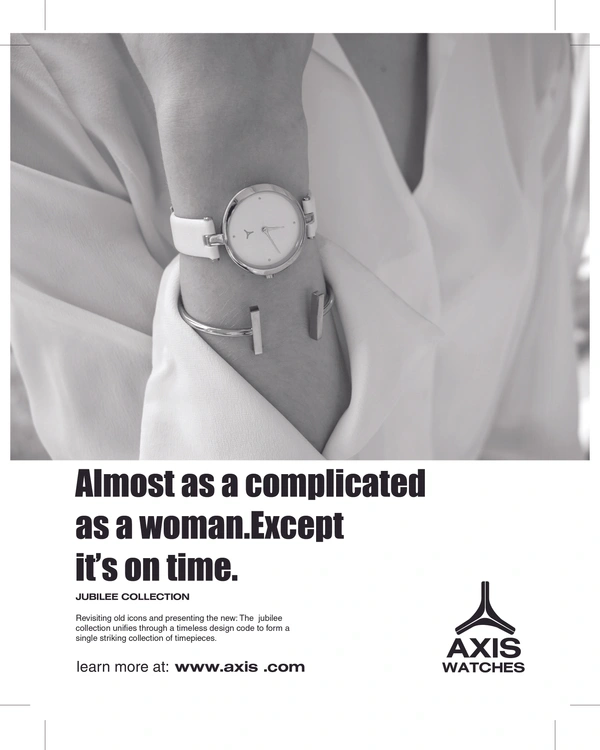 Almost as a complicated
as a woman.Except
it's on time.
JUBILEE COLLECTION
Revisiting old icons and presenting the new: The  jubilee
collection unifies through a timeless design code to form a
single striking collection of timepieces.
learn more at: www.axis .com
AXIS
WATCHES